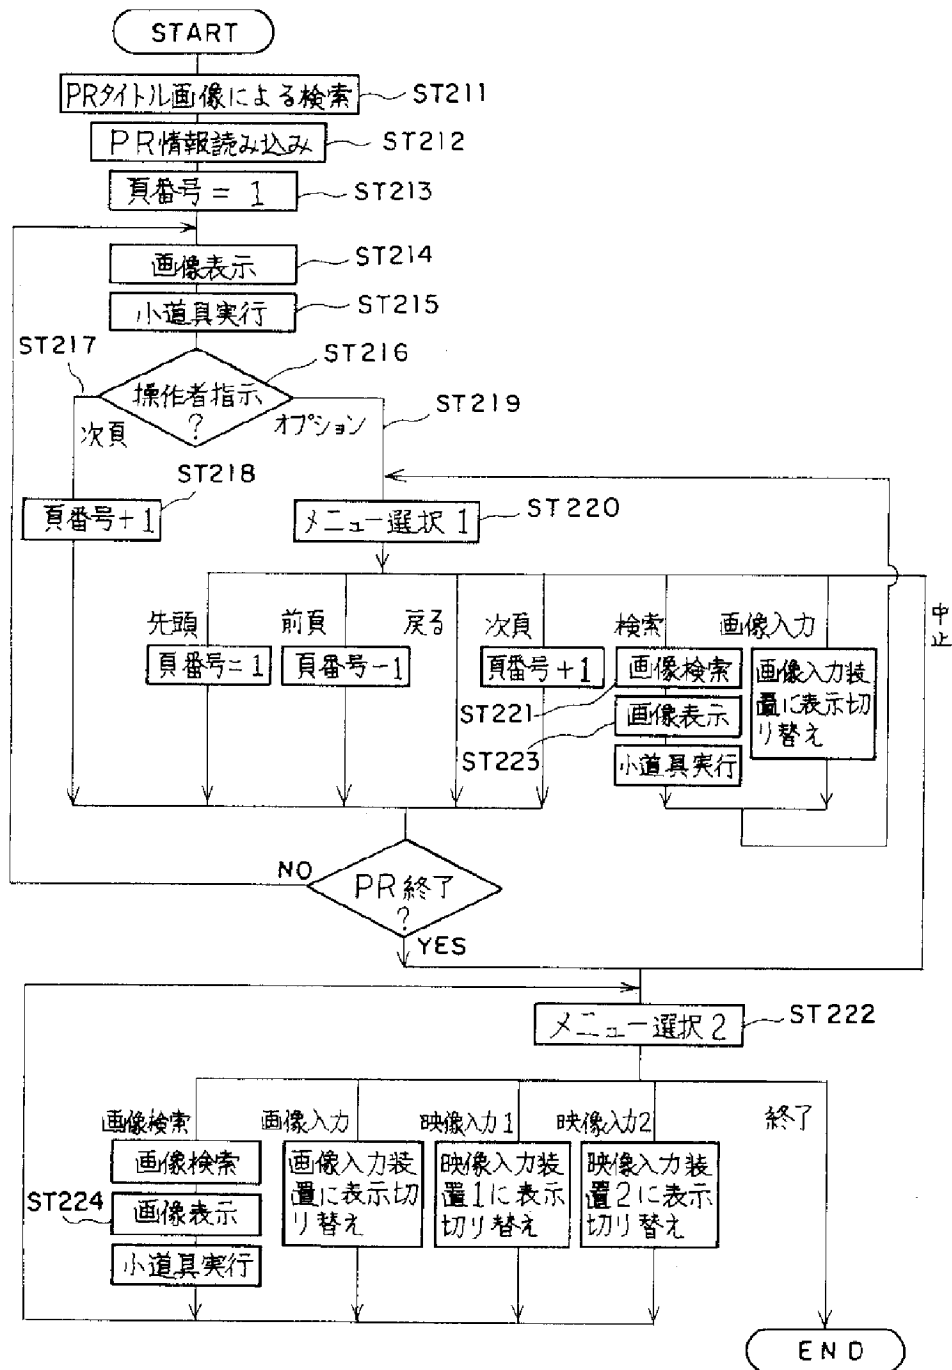 START
PRタイトル画像による検索
ST211
PR情報読み込み
ST212
頁番号= 1
ST213
画像表示
ST214
小道具実行
ST215
ST217
ST216
操作者指示
?
次頁
オプション
ST219
ST218
頁番号+1
メニュー選択1
ST220
先頭
前頁
戻る
次頁
検索
画像入力
中止
頁番号=1
頁番号-1
頁番号+1
画像検索
画像入力装
置に表示切
り替え
ST221
画像表示
ST223
小道具実行
NO
PR終了
?
YES
メニュー選択2
ST222
画像検索
画像入力
映像入力1
映像入力2
終了
画像検索
画像入力装
置に表示切
り替え
映像入力装
置1に表示
切り替え
映像入力装
置2に表示
切り替え
ST224
画像表示
小道具実行
END